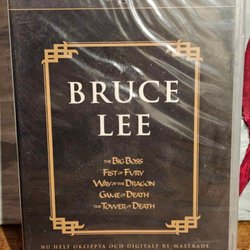 BRUCE
LEE
THE BIG BOSS
FIST OF FURY
WAY OF THE DRAGON
GAME OF DEATH
THE TOWER OF DEATH
NU HELT OKLIPPTA OCH DIGITALT RE-MASTRADE